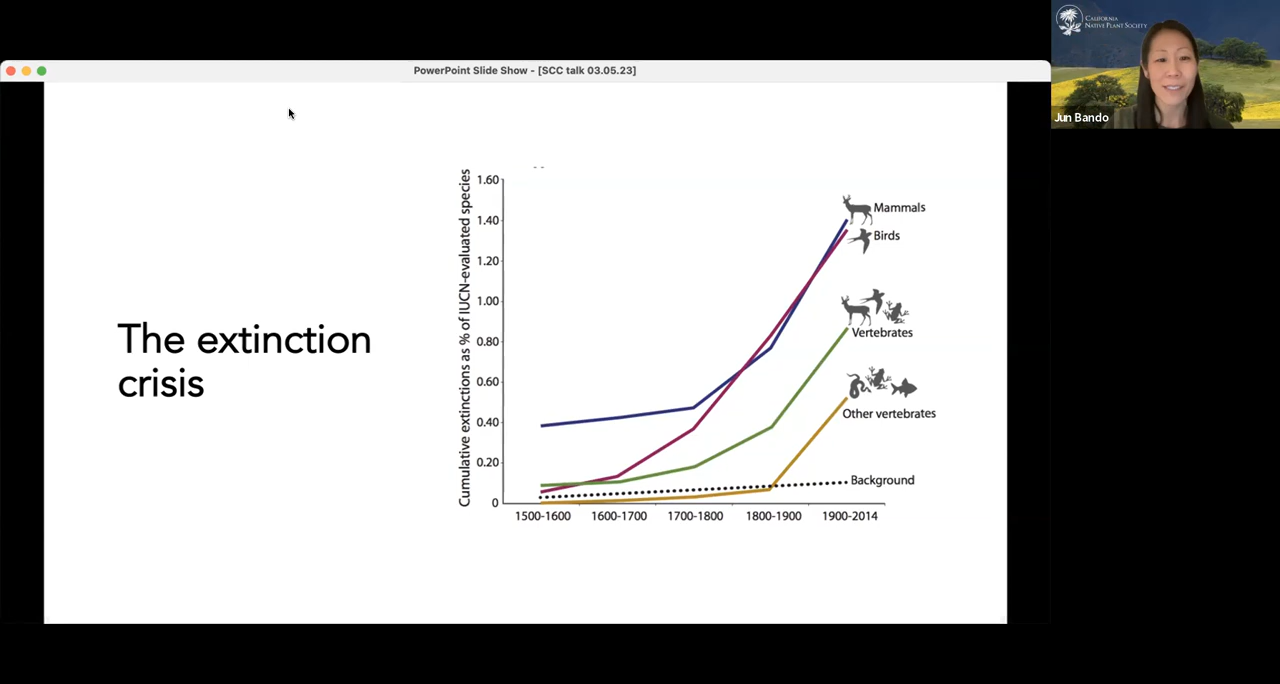 PowerPoint Slide Show - [SCC talk 03.05.23]
CALIFORNIA
NATIVE PLANT SOCIETY
Jun Bando
The extinction
crisis
Cumulative extinctions as % of IUCN-evaluated species
1.60
1.40
1.20
1.00
0.80
0.60
0.40
0.20
0
Mammals
Birds
Vertebrates
Other vertebrates
Background
1500-1600 1600-1700 1700-1800 1800-1900 1900-2014